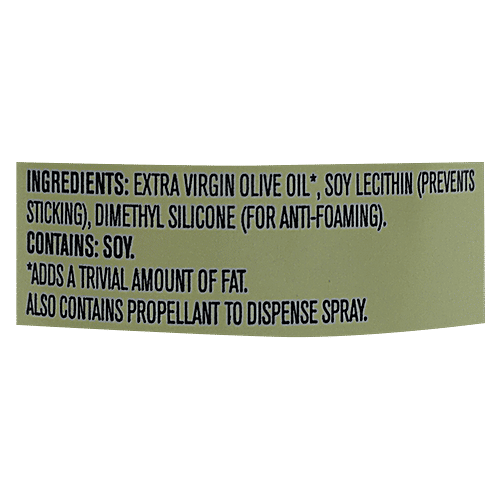 INGREDIENTS: EXTRA VIRGIN OLIVE OIL*, SOY LECITHIN (PREVENTS
STICKING), DIMETHYL SILICONE (FOR ANTI-FOAMING).
CONTAINS: SOY.
*ADDS A TRIVIAL AMOUNT OF FAT.
ALSO CONTAINS PROPELLANT TO DISPENSE SPRAY.